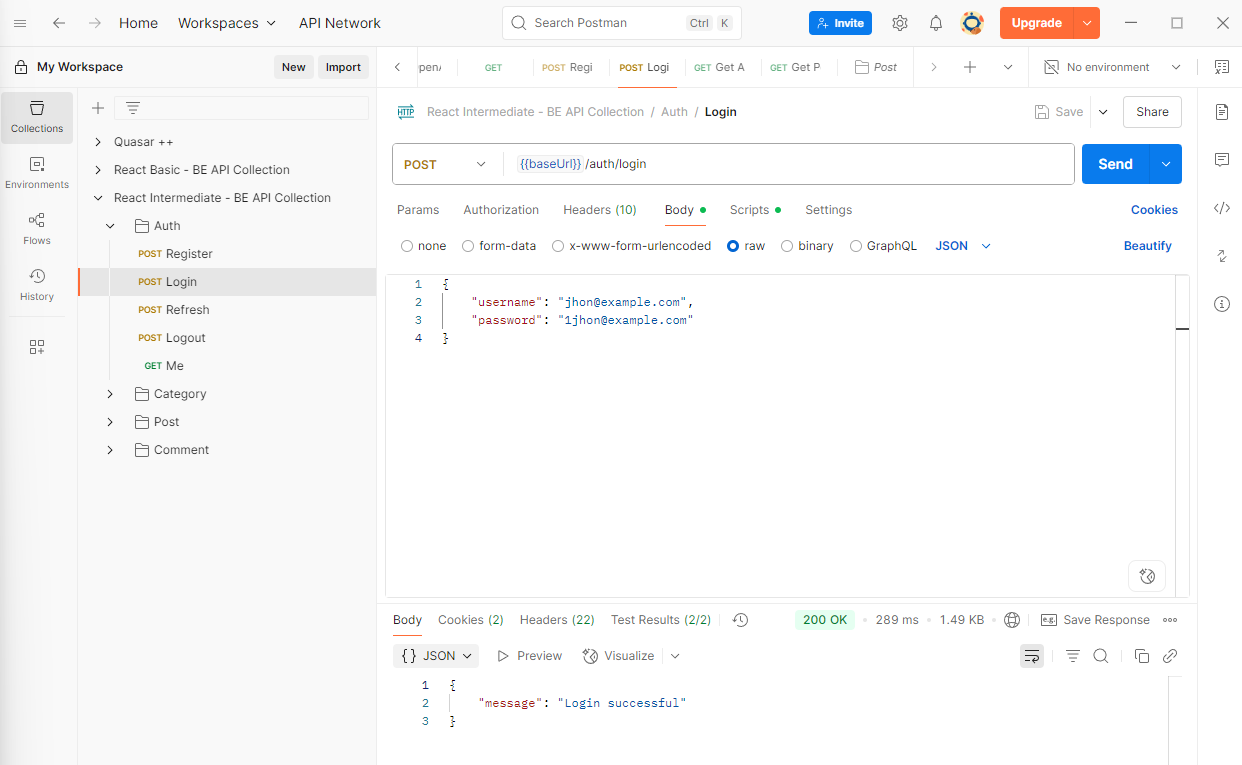 Home Workspaces API Network Search Postman Ctrl K Invite Upgrade
My Workspace New Import
pen/ GET POST Regi POST Logi GET Get A GET Get P Post No environment
Collections
Environments
Flows
History
Quasar ++
React Basic - BE API Collection
React Intermediate - BE API Collection
Auth
POST Register
POST Login
POST Refresh
POST Logout
GET Me
Category
Post
Comment
HTTP React Intermediate - BE API Collection / Auth / Login Save Share
POST {{baseUrl}} /auth/login Send
Params Authorization Headers (10) Body Scripts Settings Cookies
none form-data x-www-form-urlencoded raw binary GraphQL JSON Beautify
1 {
2 "username": "jhon@example.com",
3 "password": "1jhon@example.com"
4 }
Body Cookies (2) Headers (22) Test Results (2/2) 200 OK 289 ms 1.49 KB e.g. Save Response
{} JSON Preview Visualize
1 {
2 "message": "Login successful"
3 }